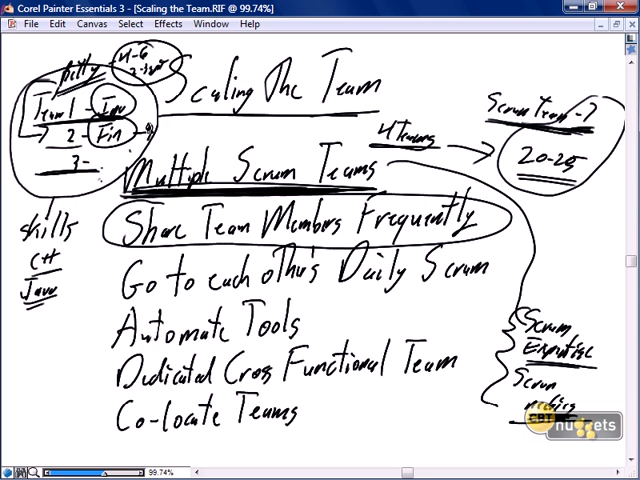 Corel Painter Essentials 3 - [Scaling the Team.RIF @ 99.74%]
File Edit Canvas Select Effects Movie Window Help
4-6
Scaling The Team
Team 1 - Inv
2 - Fin
3 -
Scrum Team - 7
4 Teams
20-25
Multiple Scrum Teams
Share Team Members Frequently
skills
C++
Java
Go to each other's Daily Scrum
Automate Tools
Dedicated Cross Functional Team
Co-locate Teams
Scrum
Expertise
Scrum
CBT nuggets
99.74%